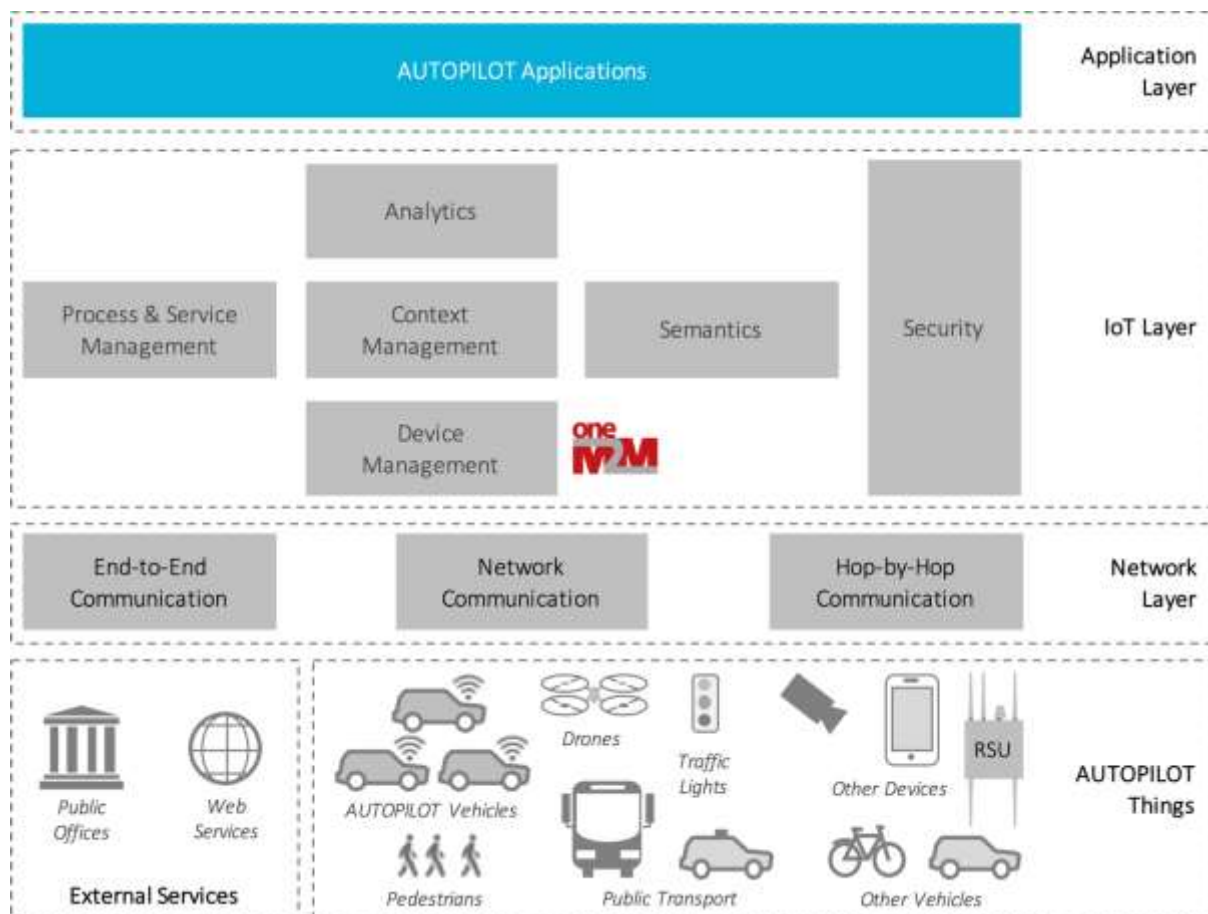 AUTOPILOT Applications
Application
Layer
Analytics
Process & Service
Management
Context
Management
Semantics
Security
IoT Layer
Device
Management
one
M2M
End-to-End
Communication
Network
Communication
Hop-by-Hop
Communication
Network
Layer
Public
Offices
Web
Services
External Services
AUTOPILOT Vehicles
Drones
Traffic
Lights
Other Devices
RSU
AUTOPILOT
Things
Pedestrians
Public Transport
Other Vehicles